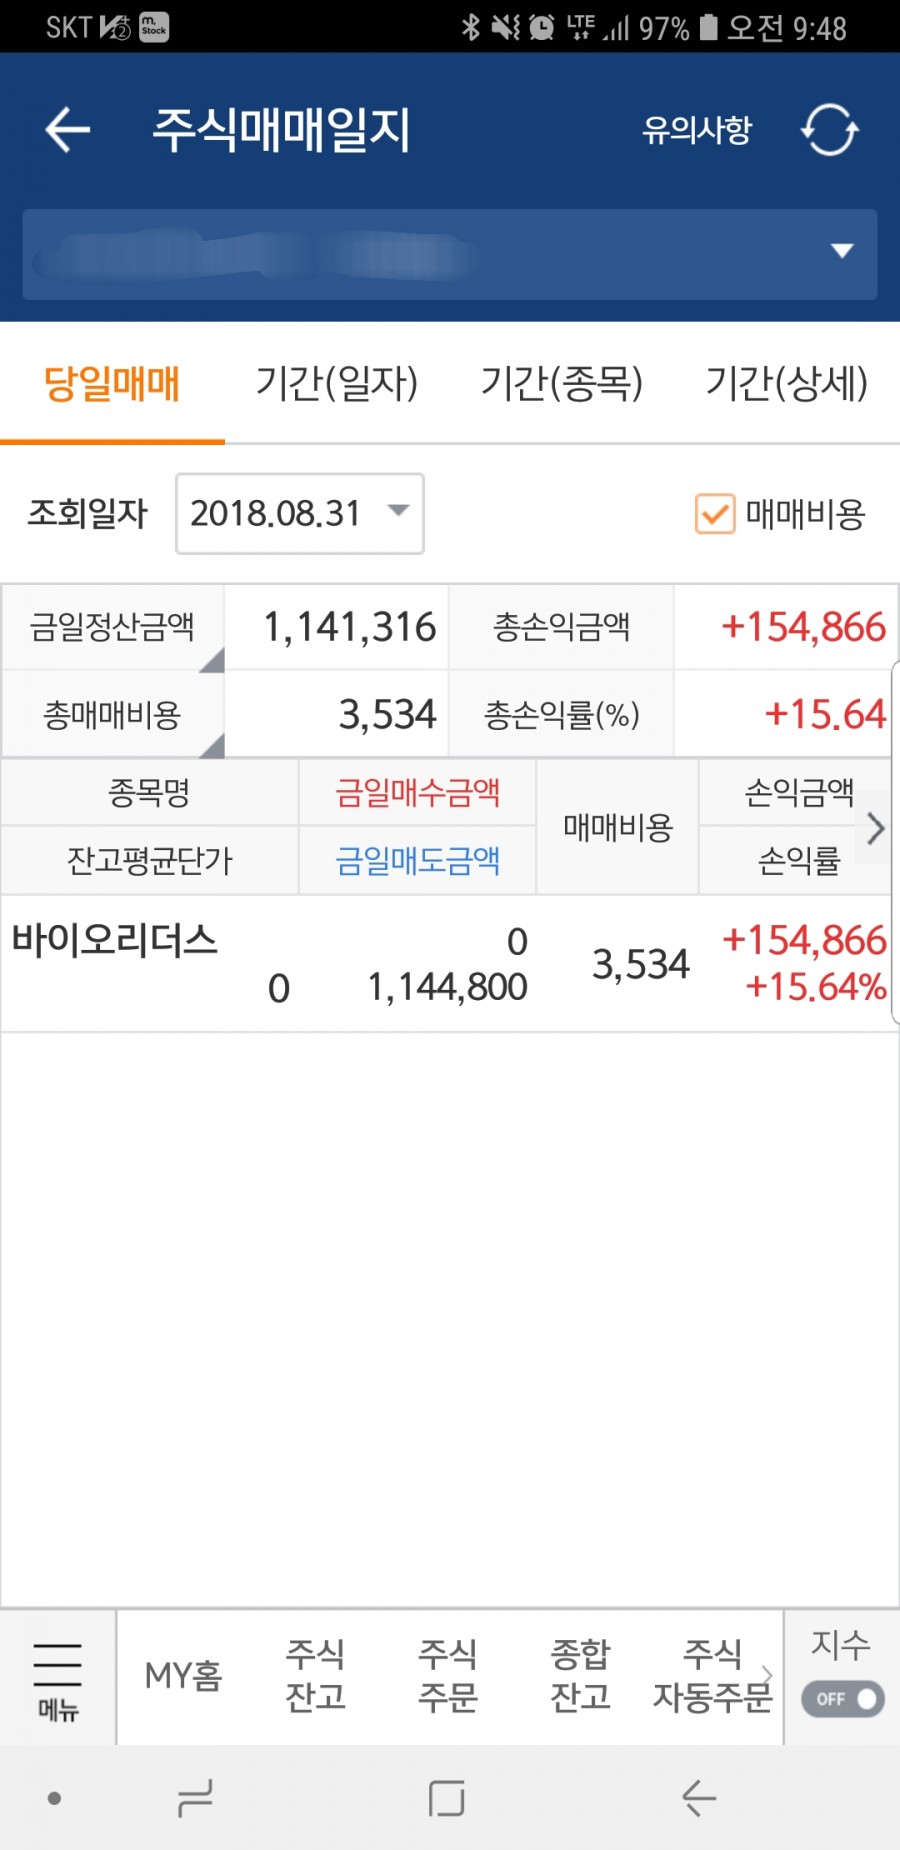 SKT m.Stock LTE 97% 오전 9:48
주식매매일지 유의사항
당일매매 기간(일자) 기간(종목) 기간(상세)
조회일자 2018.08.31 매매비용
금일정산금액 1,141,316 총손익금액 +154,866
총매매비용 3,534 총손익률(%) +15.64
종목명 금일매수금액 매매비용 손익금액
잔고평균단가 금일매도금액 손익률
바이오리더스 0 3,534 +154,866
0 1,144,800 +15.64%
메뉴 MY홈 주식 잔고 주식 주문 종합 잔고 주식 자동주문 지수 OFF